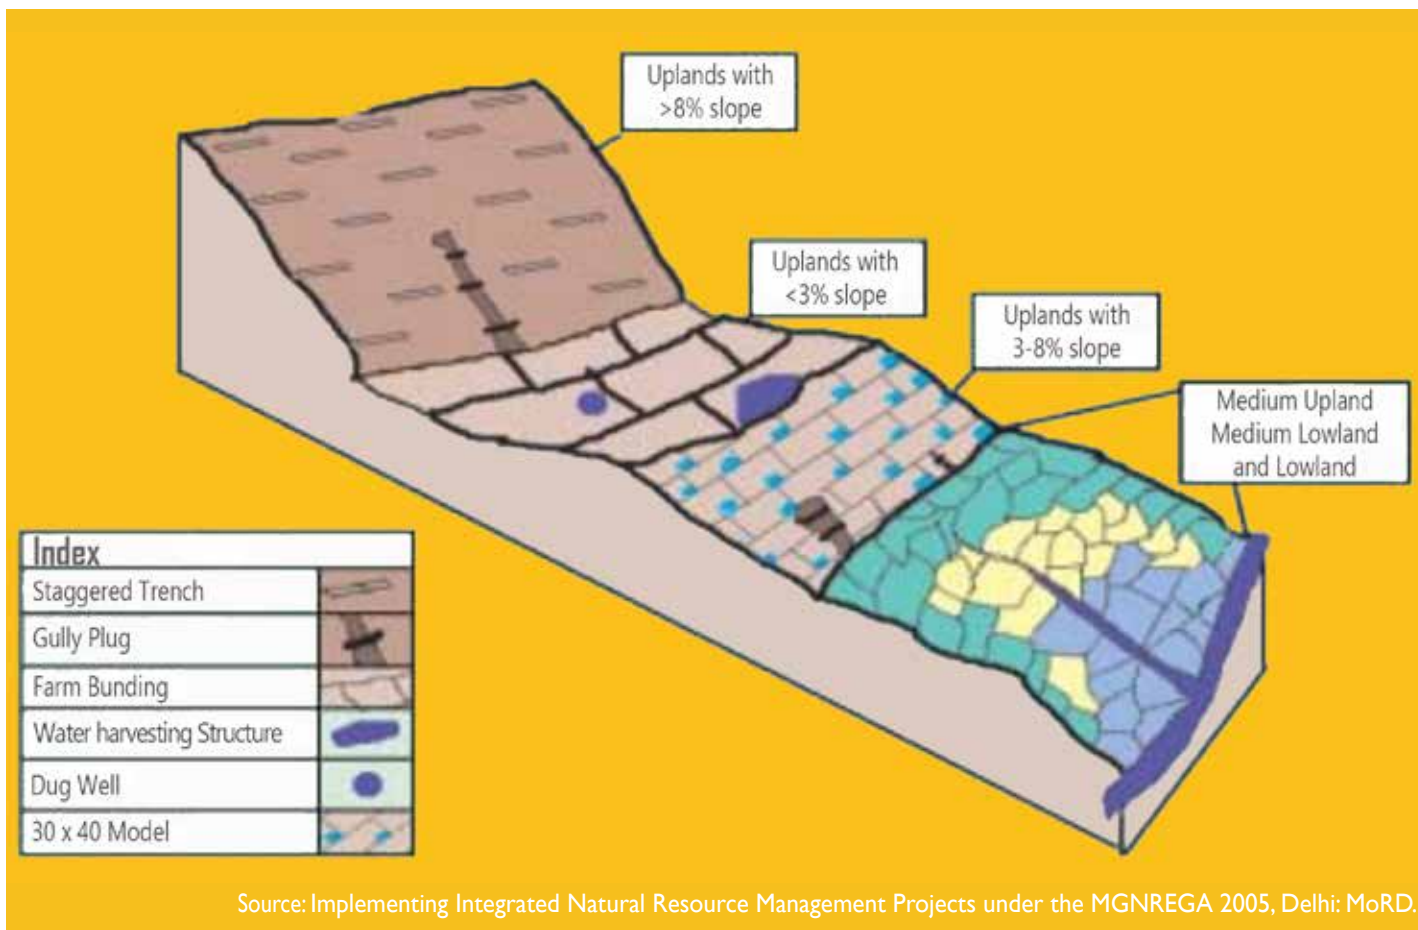 Uplands with
>8% slope
Uplands with
<3% slope
Uplands with
3-8% slope
Medium Upland
Medium Lowland
and Lowland
Index
Staggered Trench
Gully Plug
Farm Bunding
Water harvesting Structure
Dug Well
30 x 40 Model
Source: Implementing Integrated Natural Resource Management Projects under the MGNREGA 2005, Delhi: MoRD.